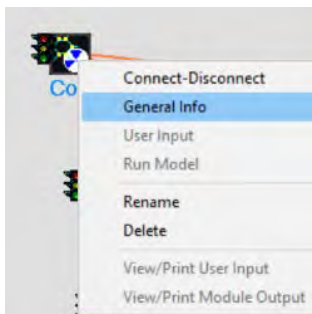 Co
Connect-Disconnect
General Info
User Input
Run Model
Rename
Delete
View/Print User Input
View/Print Module Output